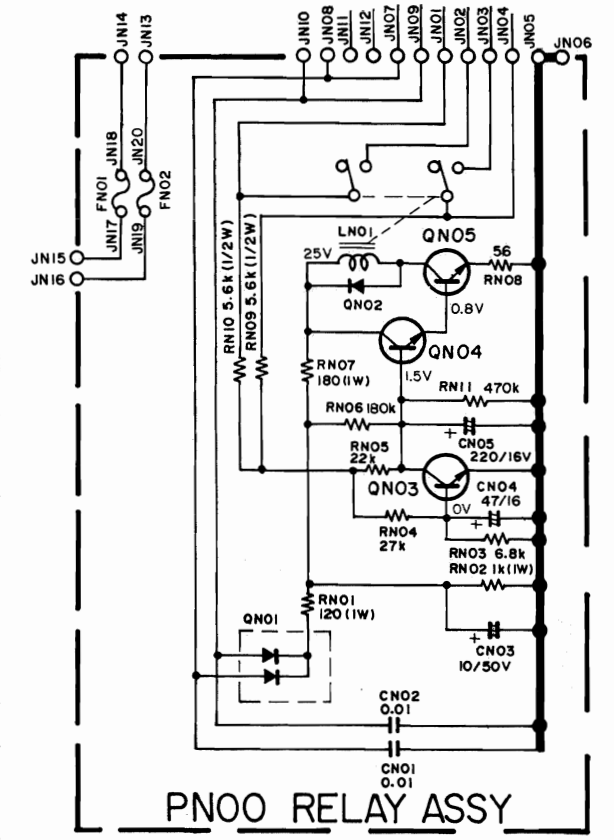 JN14
JN13
JN10
JN08
JN11
JN12
JN07
JN09
JN01
JN02
JN03
JN04
JN05
JN06
JN18
JN20
FN01
FN02
JN17
JN19
JN15
JN16
LN01
25V
QN05
56
RN08
QN02
0.8V
RN10 5.6k (1/2W)
RN09 5.6k (1/2W)
QN04
RN07
180(1W)
1.5V
RN11 470k
RN06 180k
+
CN05
220/16V
RN05
22k
QN03
CN04
47/16
0V
+
RN04
27k
RN03 6.8k
RN02 1k(1W)
RN01
120(1W)
QN01
+
CN03
10/50V
CN02
0.01
CN01
0.01
PN00 RELAY ASSY